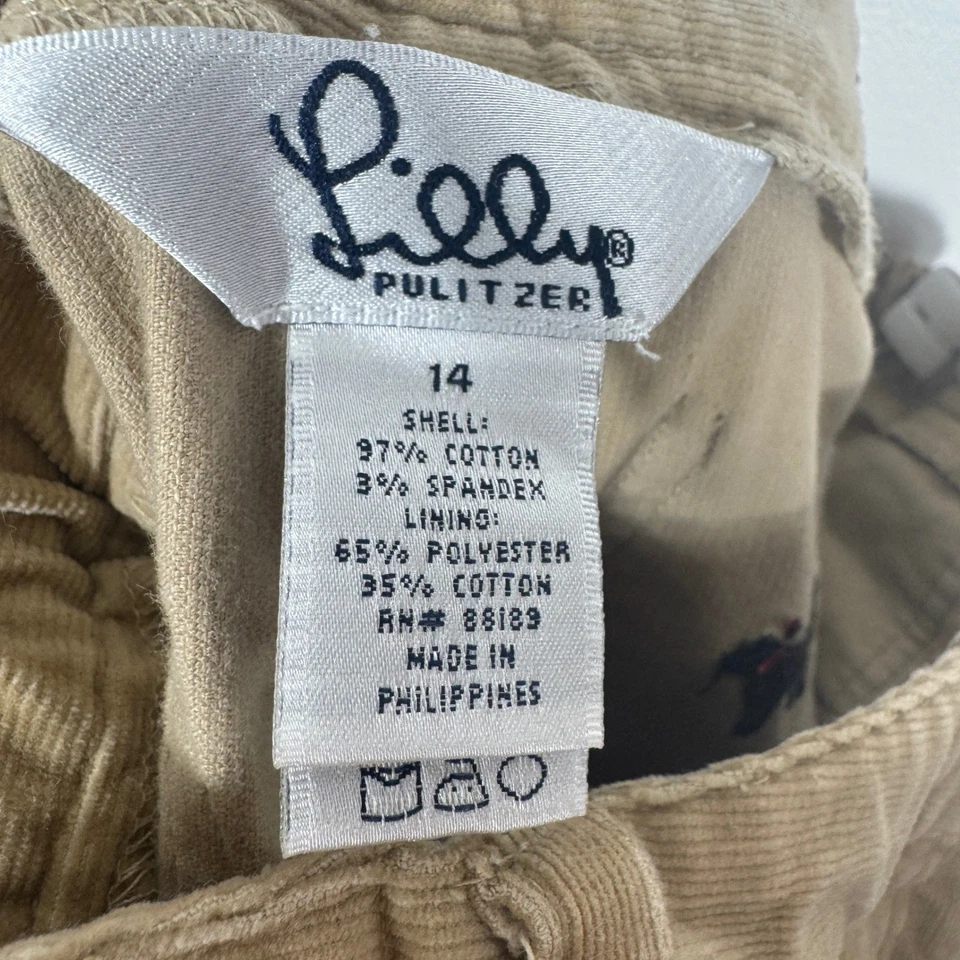 Lilly®
PULITZER
14
SHELL:
97% COTTON
3% SPANDEX
LINING:
65% POLYESTER
35% COTTON
RN# 88189
MADE IN
PHILIPPINES